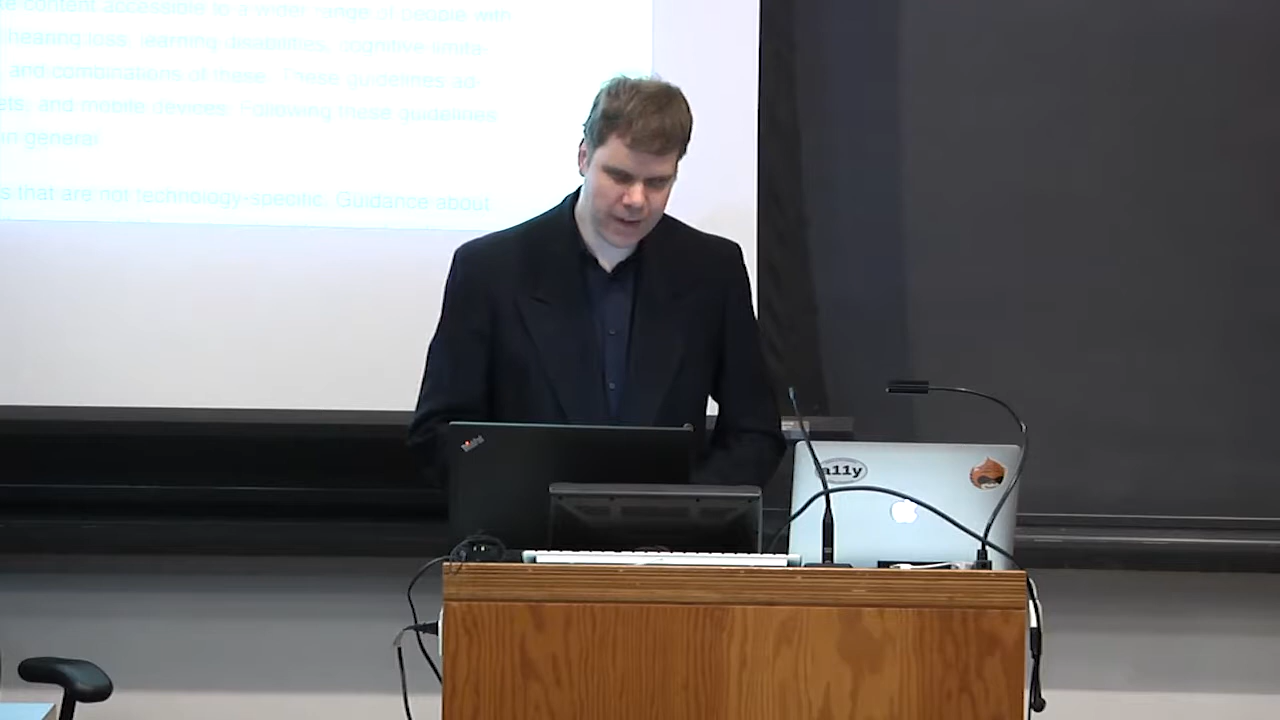 e content accessible to a wider range of people with
hearing loss, learning disabilities, cognitive limita-
and combinations of these. These guidelines ad-
ets, and mobile devices. Following these guidelines
in general
s that are not technology-specific. Guidance about
a11y